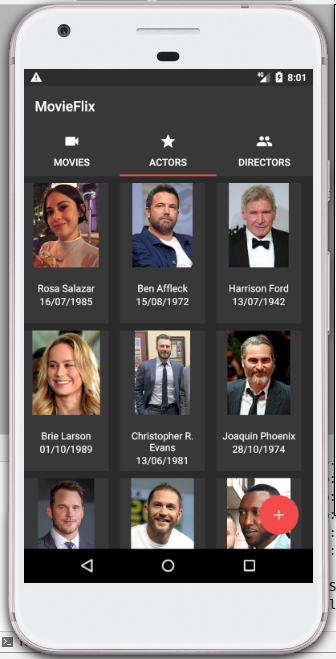 4G 8:01
MovieFlix
MOVIES ACTORS DIRECTORS
Rosa Salazar Ben Affleck Harrison Ford
16/07/1985 15/08/1972 13/07/1942
Brie Larson Christopher R. Joaquin Phoenix
01/10/1989 Evans 28/10/1974
13/06/1981